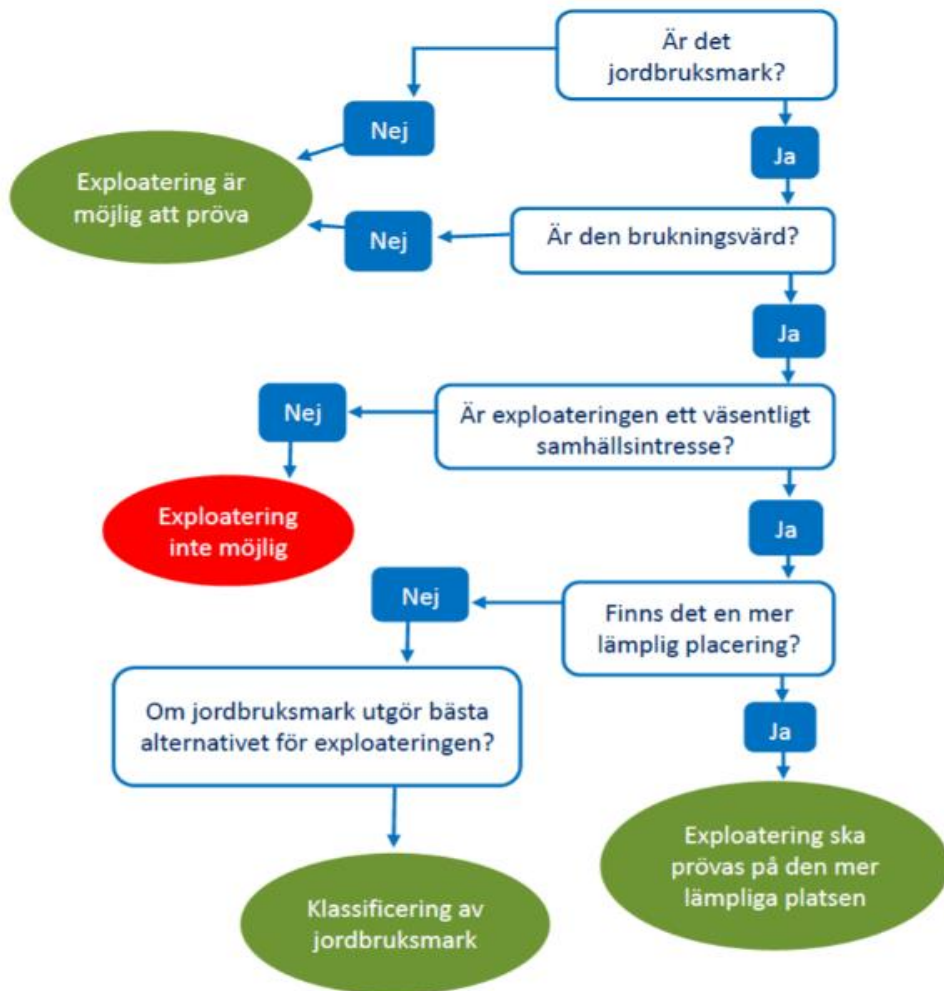 Är det
jordbruksmark?
Nej
Ja
Exploatering är
möjlig att pröva
Nej
Är den brukningsvärd?
Ja
Nej
Är exploateringen ett väsentligt
samhällsintresse?
Exploatering
inte möjlig
Ja
Nej
Finns det en mer
lämplig placering?
Om jordbruksmark utgör bästa
alternativet för exploateringen?
Ja
Exploatering ska
prövas på den mer
lämpliga platsen
Klassificering av
jordbruksmark